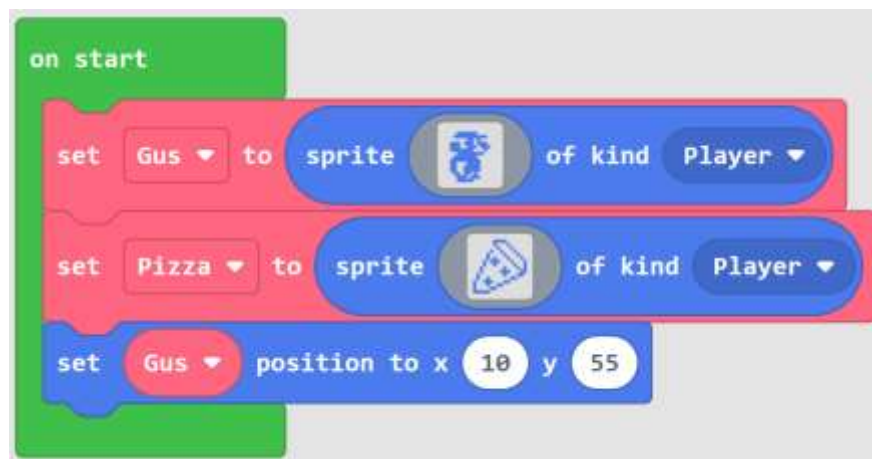 on start
set Gus to sprite of kind Player
set Pizza to sprite of kind Player
set Gus position to x 10 y 55